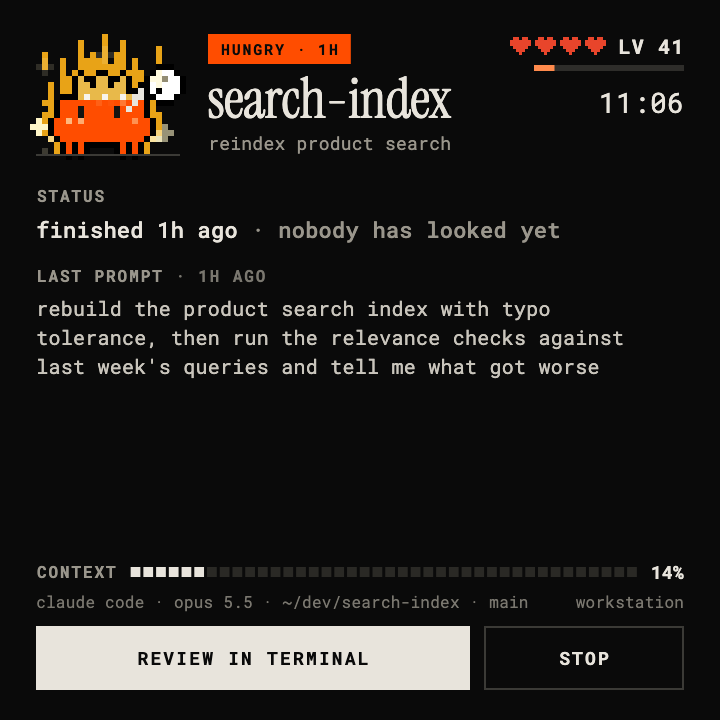 HUNGRY · 1H
LV 41
search-index
11:06
reindex product search
STATUS
finished 1h ago · nobody has looked yet
LAST PROMPT · 1H AGO
rebuild the product search index with typo
tolerance, then run the relevance checks against
last week's queries and tell me what got worse
CONTEXT 14%
claude code · opus 5.5 · ~/dev/search-index · main workstation
REVIEW IN TERMINAL
STOP